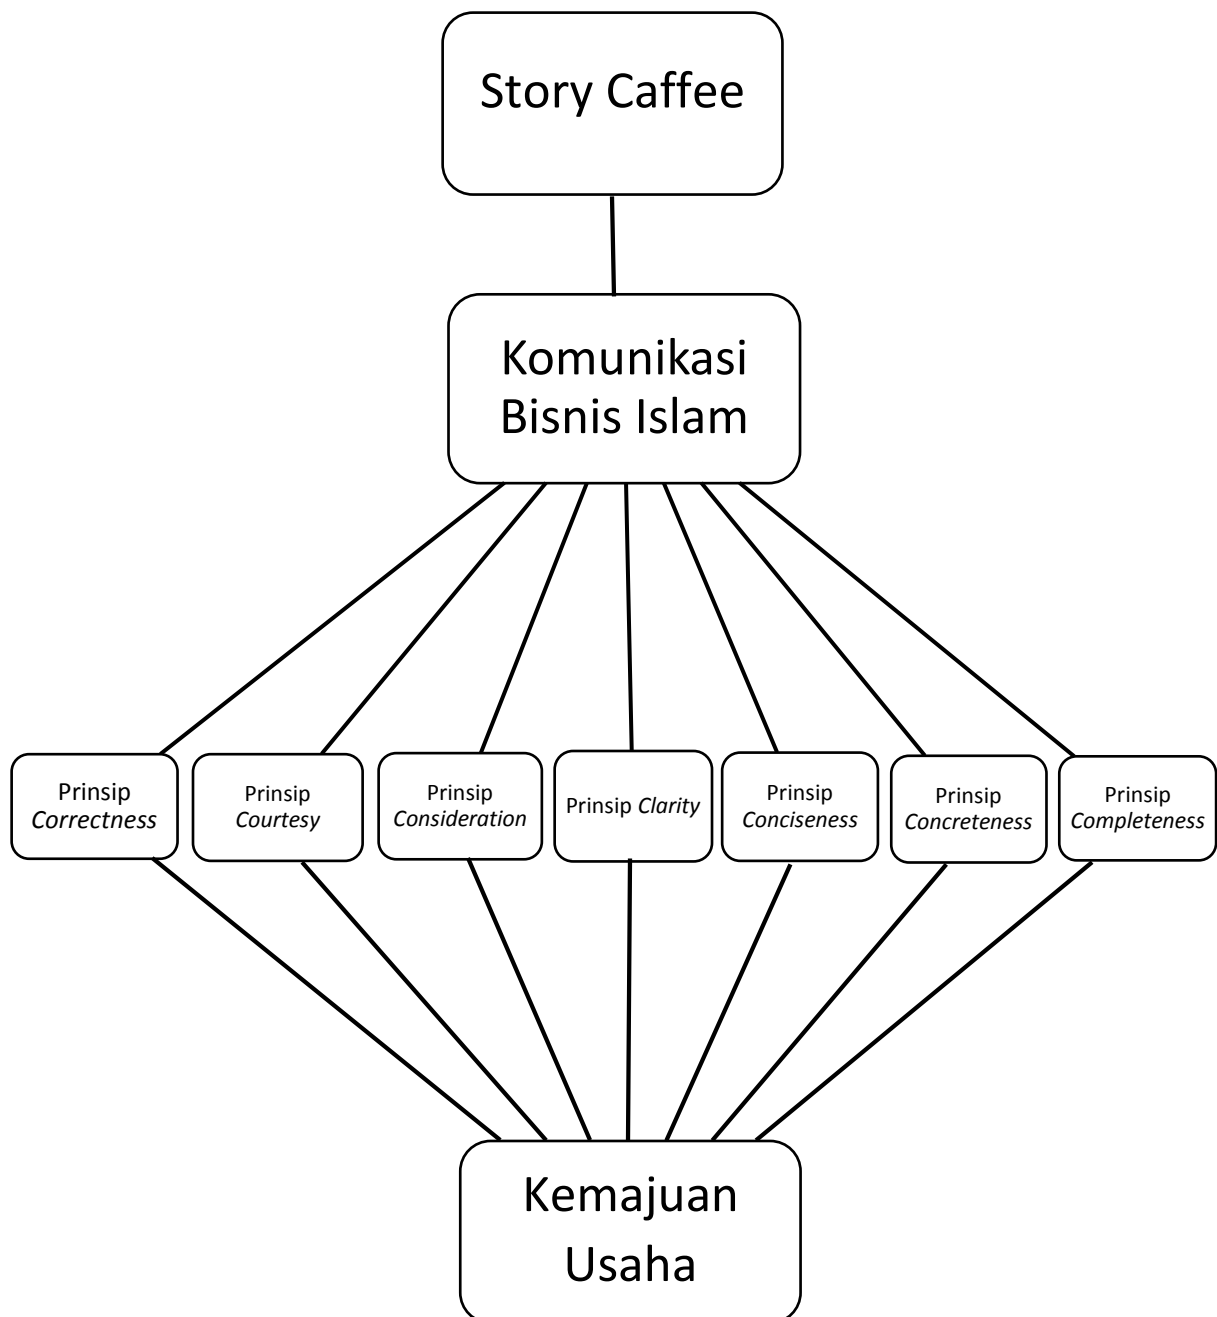 Story Caffee
Komunikasi
Bisnis Islam
Prinsip
Correctness
Prinsip
Courtesy
Prinsip
Consideration
Prinsip Clarity
Prinsip
Conciseness
Prinsip
Concreteness
Prinsip
Completeness
Kemajuan
Usaha